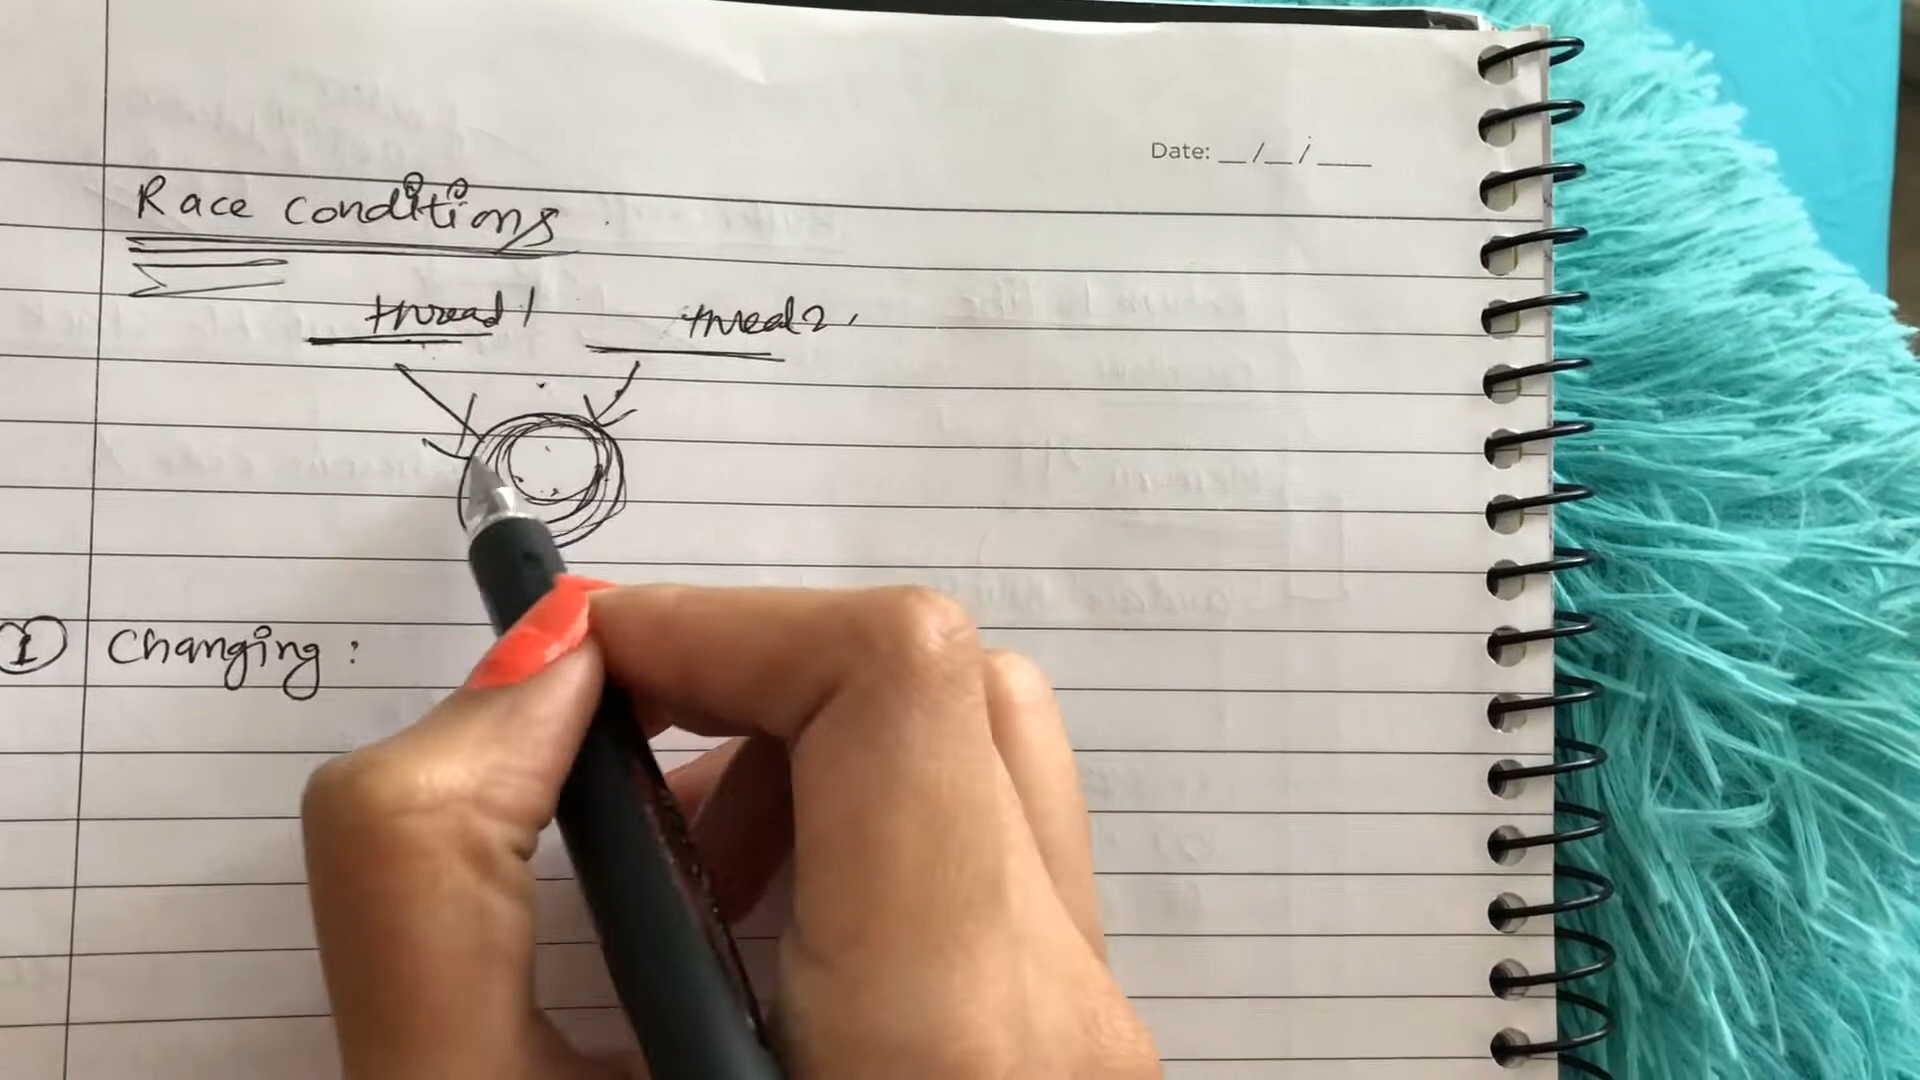 Date: __/__/____
Race conditions
thread 1 thread 2
① Changing: